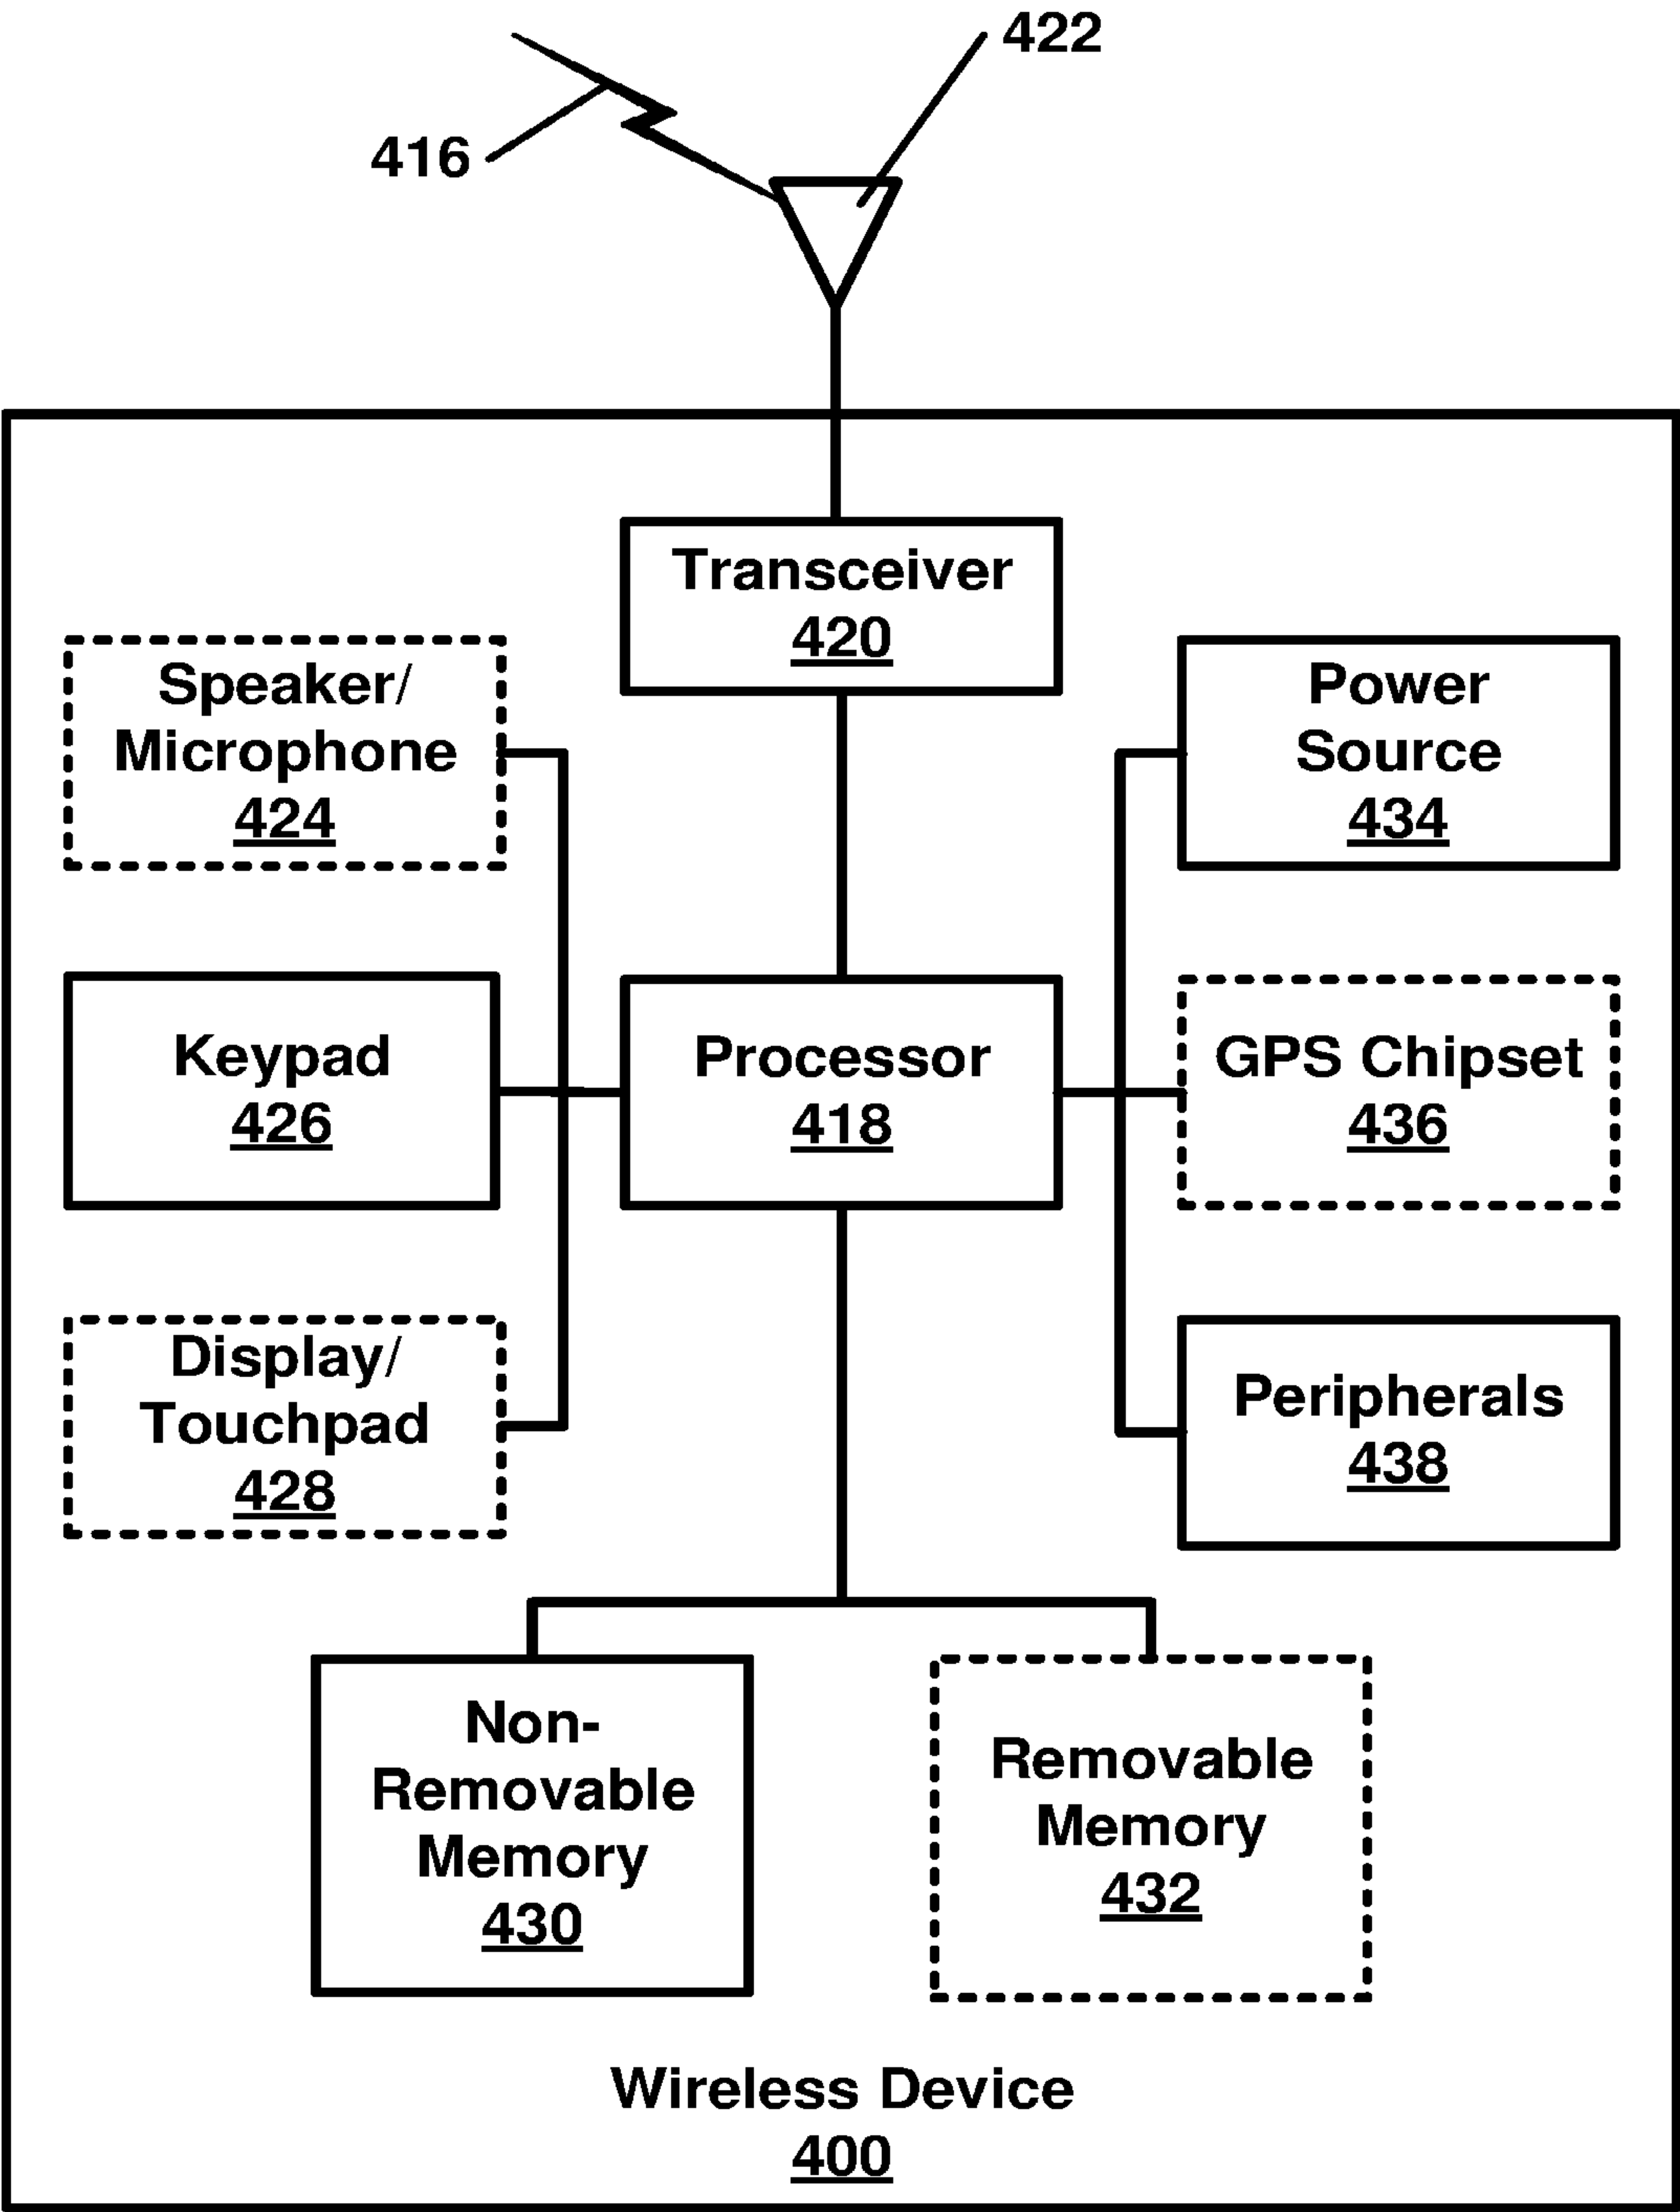 422
416
Transceiver
420
Speaker/
Microphone
424
Power
Source
434
Keypad
426
Processor
418
GPS Chipset
436
Display/
Touchpad
428
Peripherals
438
Non-
Removable
Memory
430
Removable
Memory
432
Wireless Device
400